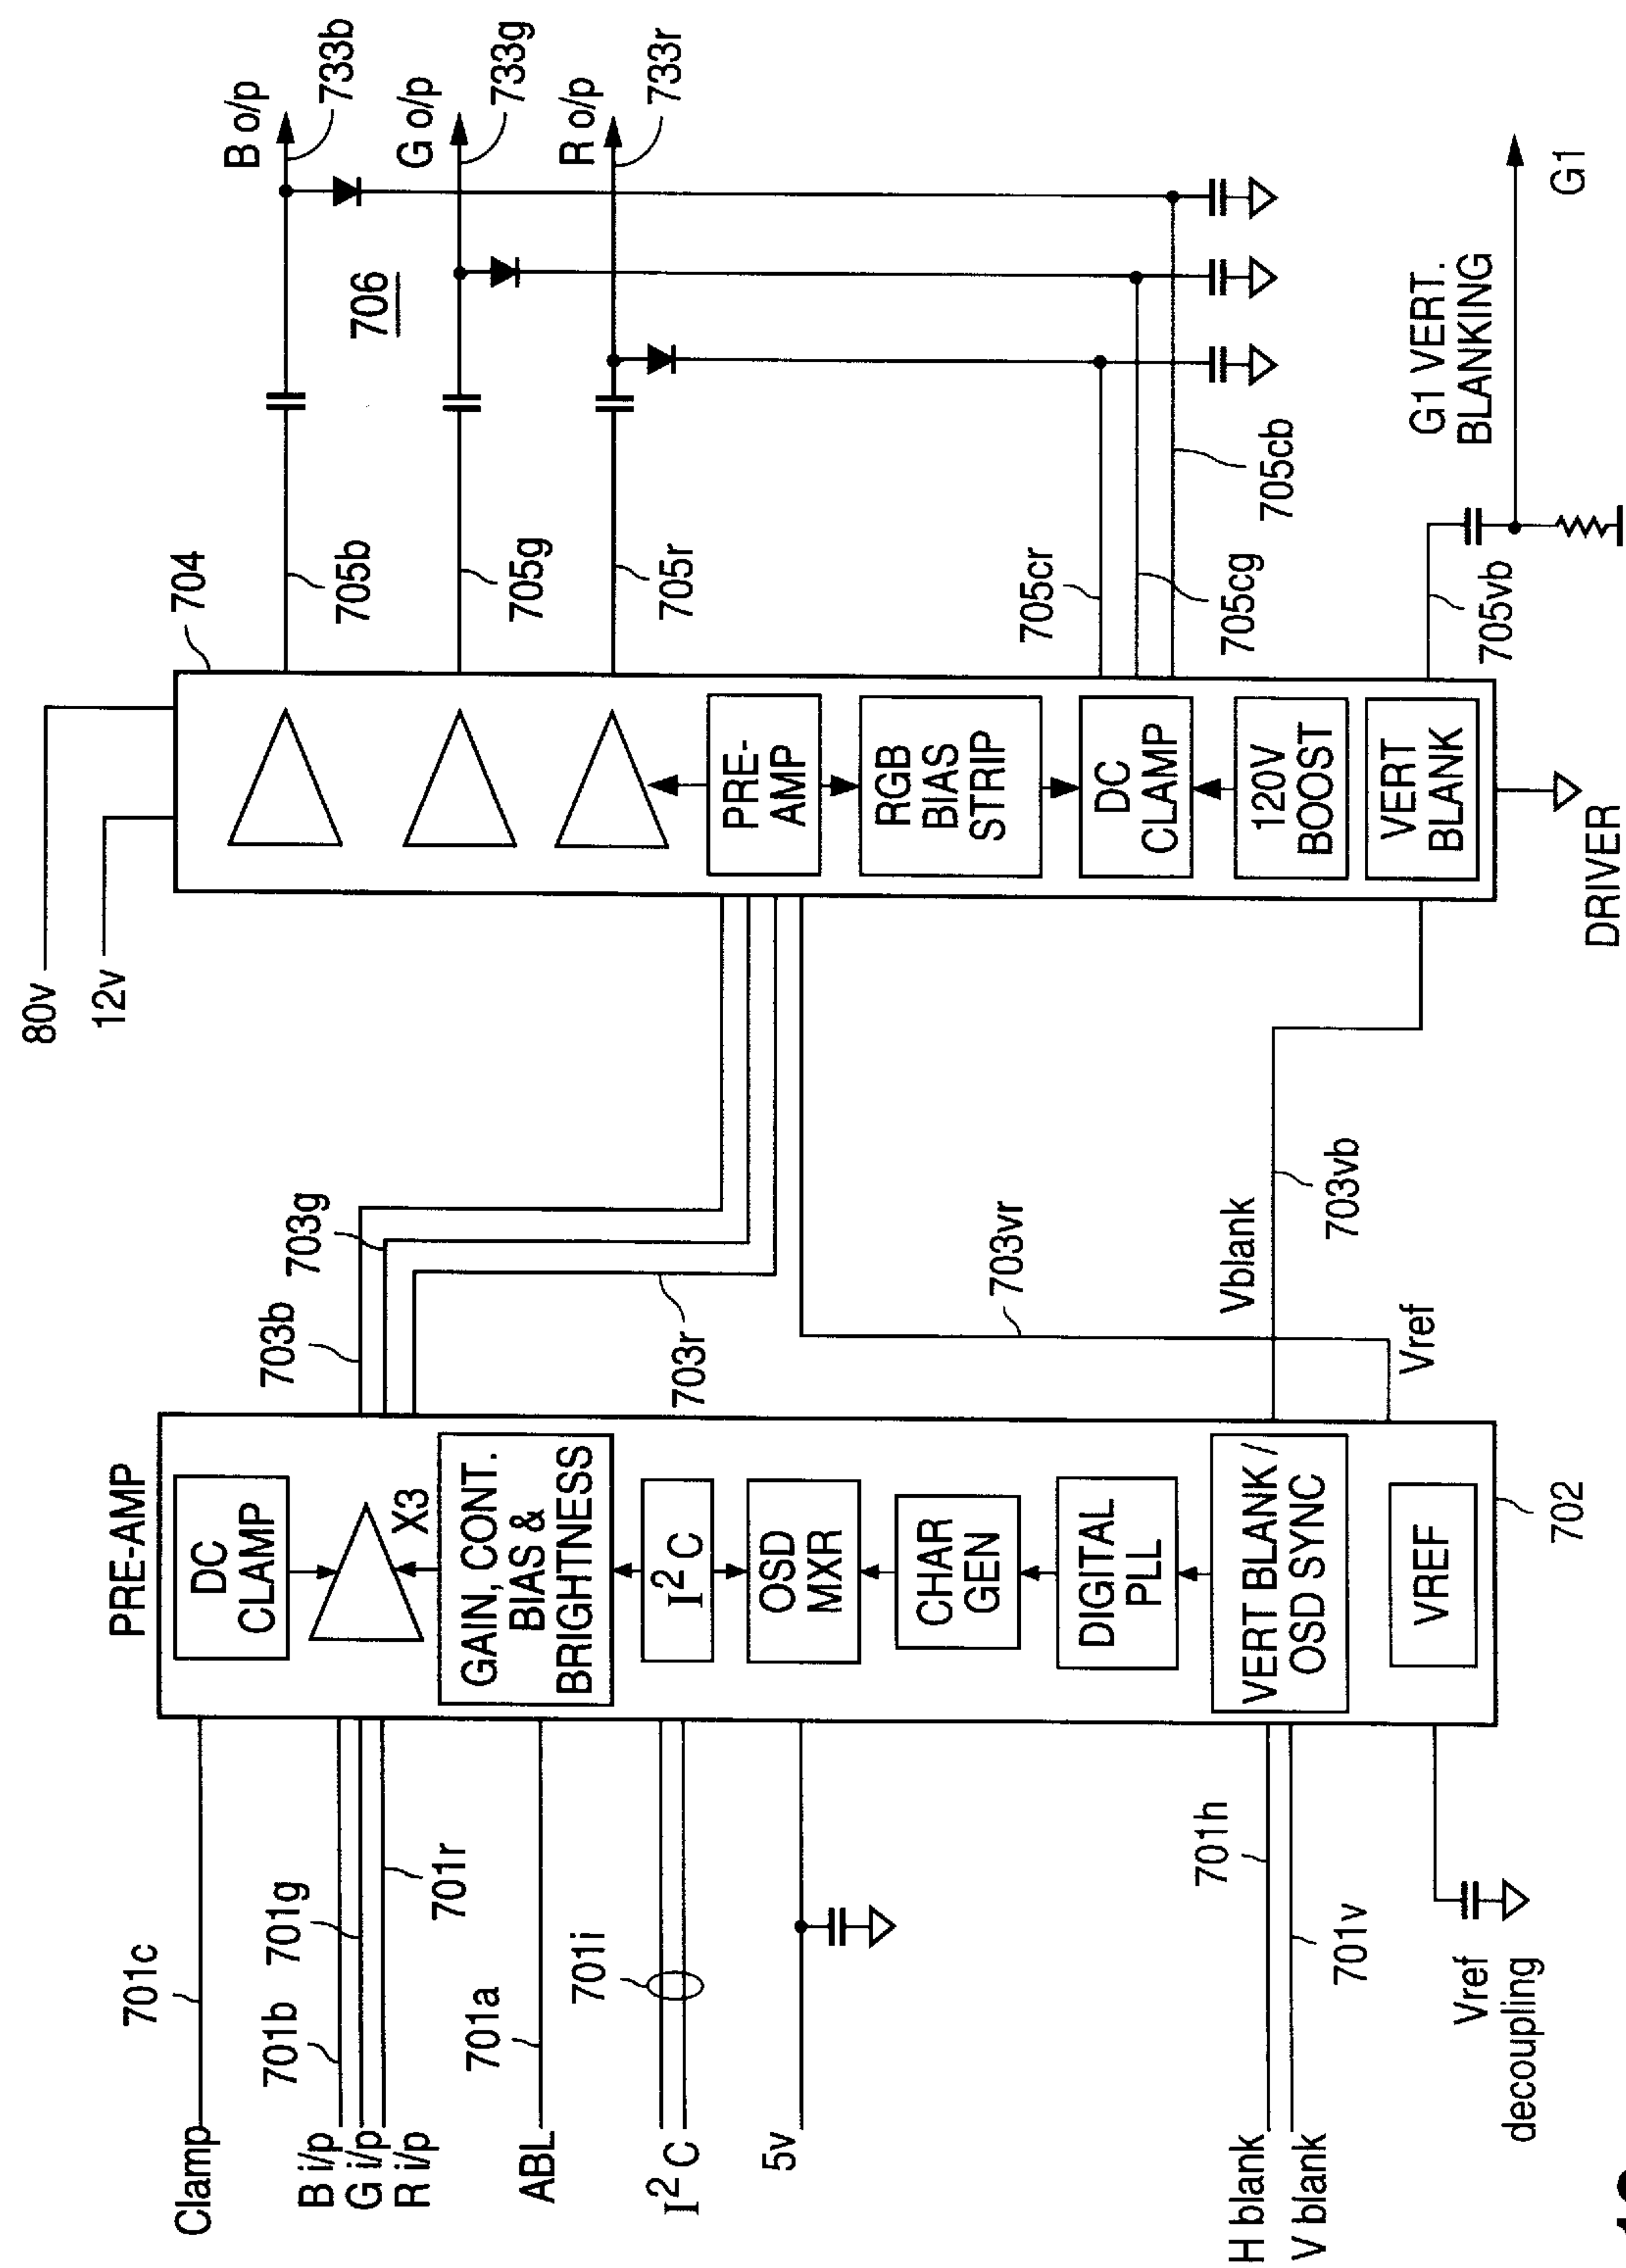 Clamp
701c
B i/p
701b
G i/p
701g
R i/p
701r
ABL
701a
I² C
701i
5v
H blank
701h
V blank
701v
Vref
decoupling
PRE-AMP
DC
CLAMP
X3
GAIN, CONT.
BIAS &
BRIGHTNESS
I² C
OSD
MXR
CHAR
GEN
DIGITAL
PLL
VERT BLANK /
OSD SYNC
VREF
702
703b
703g
703r
703vr
Vblank
703vb
Vref
80v
12v
704
PRE-
AMP
RGB
BIAS
STRIP
DC
CLAMP
120V
BOOST
VERT
BLANK
DRIVER
705b
705g
705r
705cr
705cg
705cb
705vb
706
B o/p
733b
G o/p
733g
R o/p
733r
G1 VERT.
BLANKING
G1